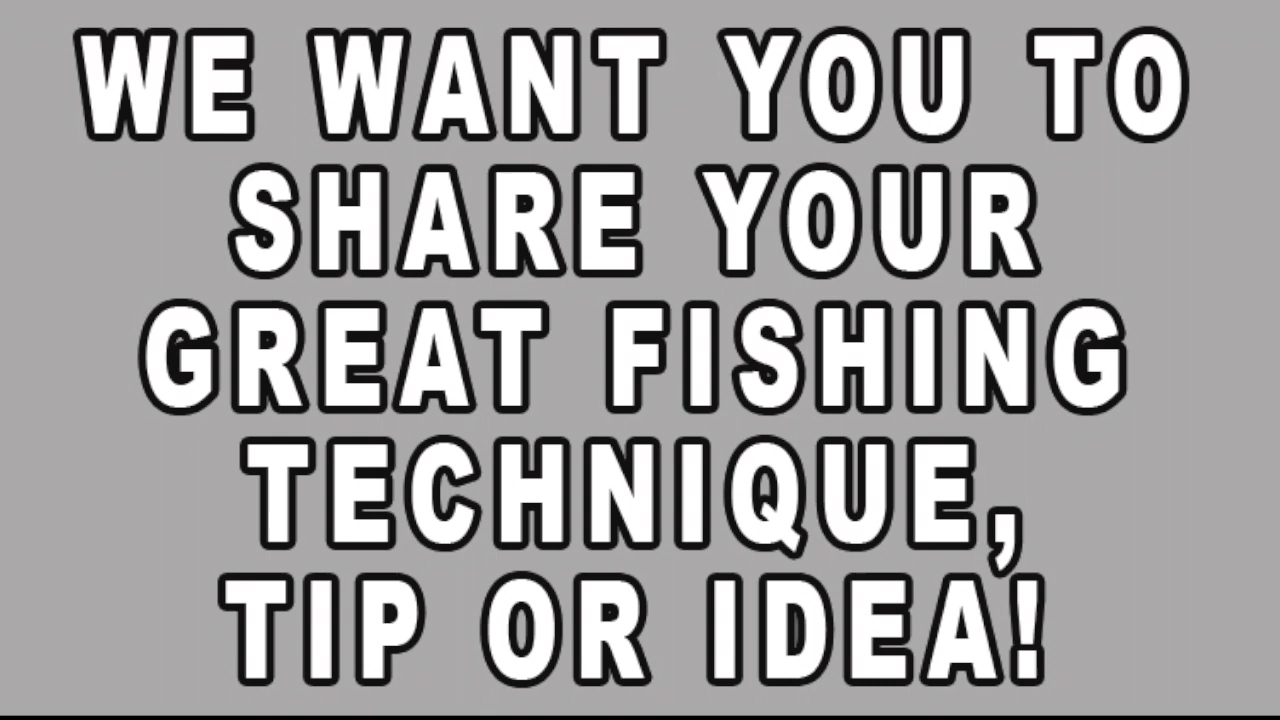 WE WANT YOU TO
SHARE YOUR
GREAT FISHING
TECHNIQUE,
TIP OR IDEA!